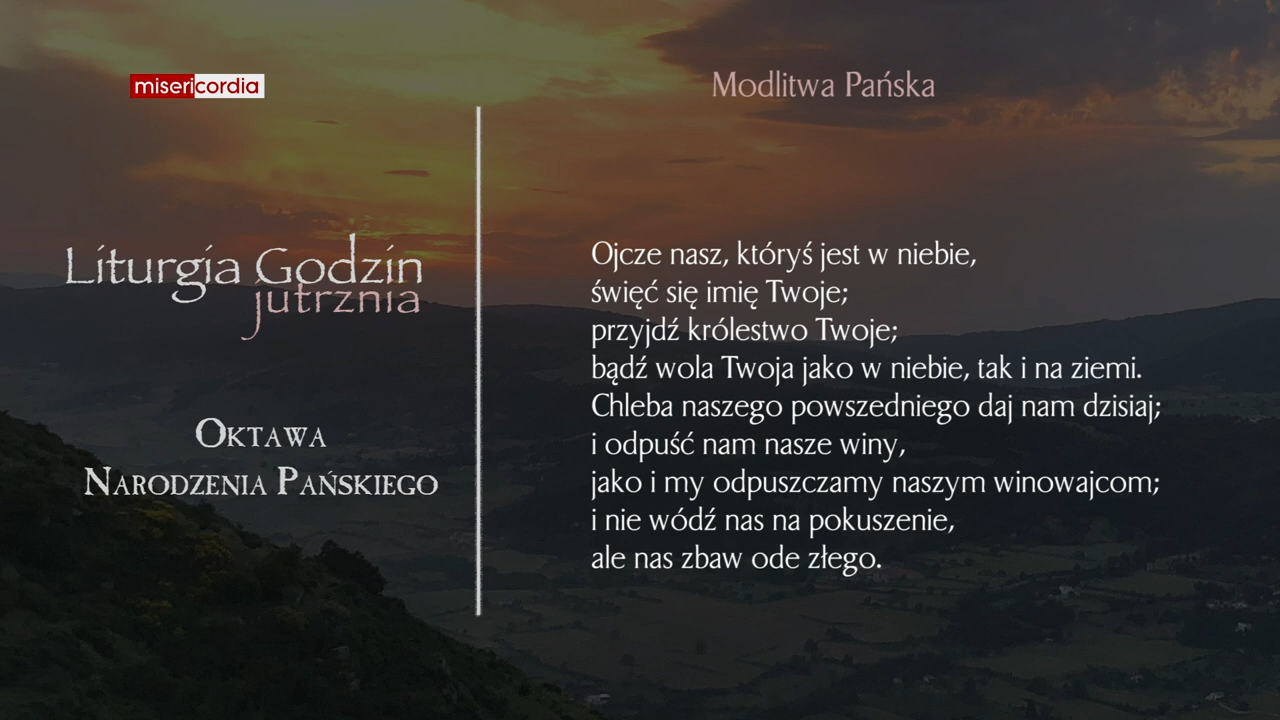 misericordia
Liturgia Godzin
jutrznia
Oktawa
Narodzenia Pańskiego
Modlitwa Pańska
Ojcze nasz, któryś jest w niebie,
święć się imię Twoje;
przyjdź królestwo Twoje;
bądź wola Twoja jako w niebie, tak i na ziemi.
Chleba naszego powszedniego daj nam dzisiaj;
i odpuść nam nasze winy,
jako i my odpuszczamy naszym winowajcom;
i nie wódź nas na pokuszenie,
ale nas zbaw ode złego.